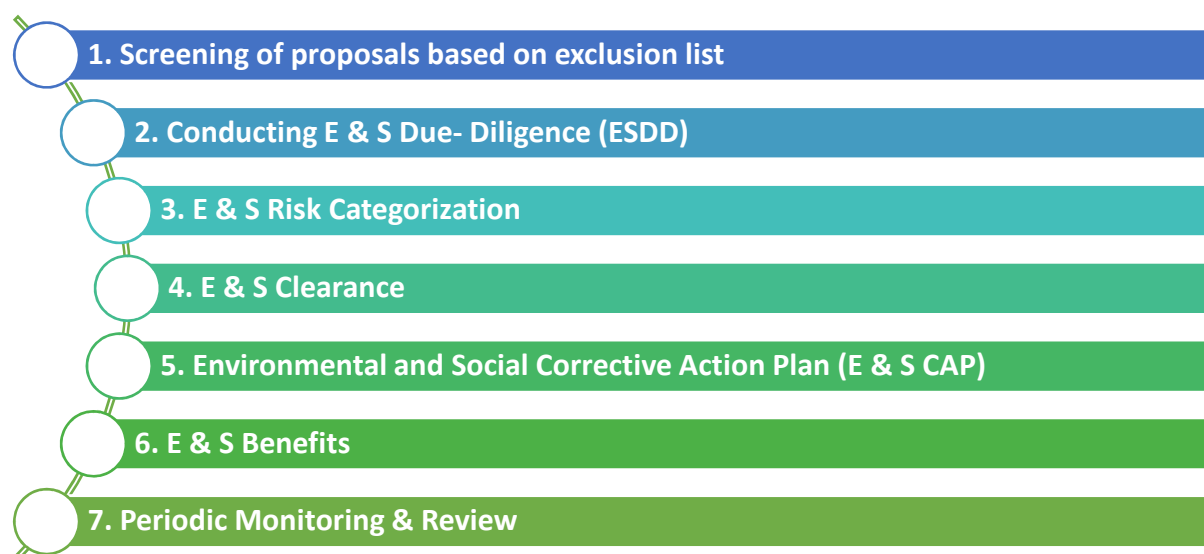 1. Screening of proposals based on exclusion list
2. Conducting E & S Due- Diligence (ESDD)
3. E & S Risk Categorization
4. E & S Clearance
5. Environmental and Social Corrective Action Plan (E & S CAP)
6. E & S Benefits
7. Periodic Monitoring & Review